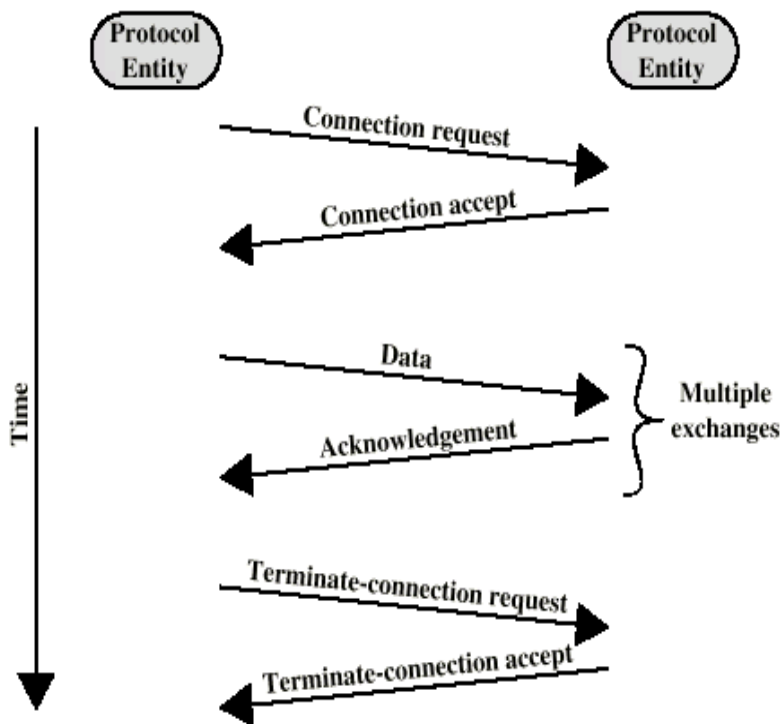 Protocol
Entity
Protocol
Entity
Connection request
Connection accept
Data
Acknowledgement
Multiple
exchanges
Time
Terminate-connection request
Terminate-connection accept